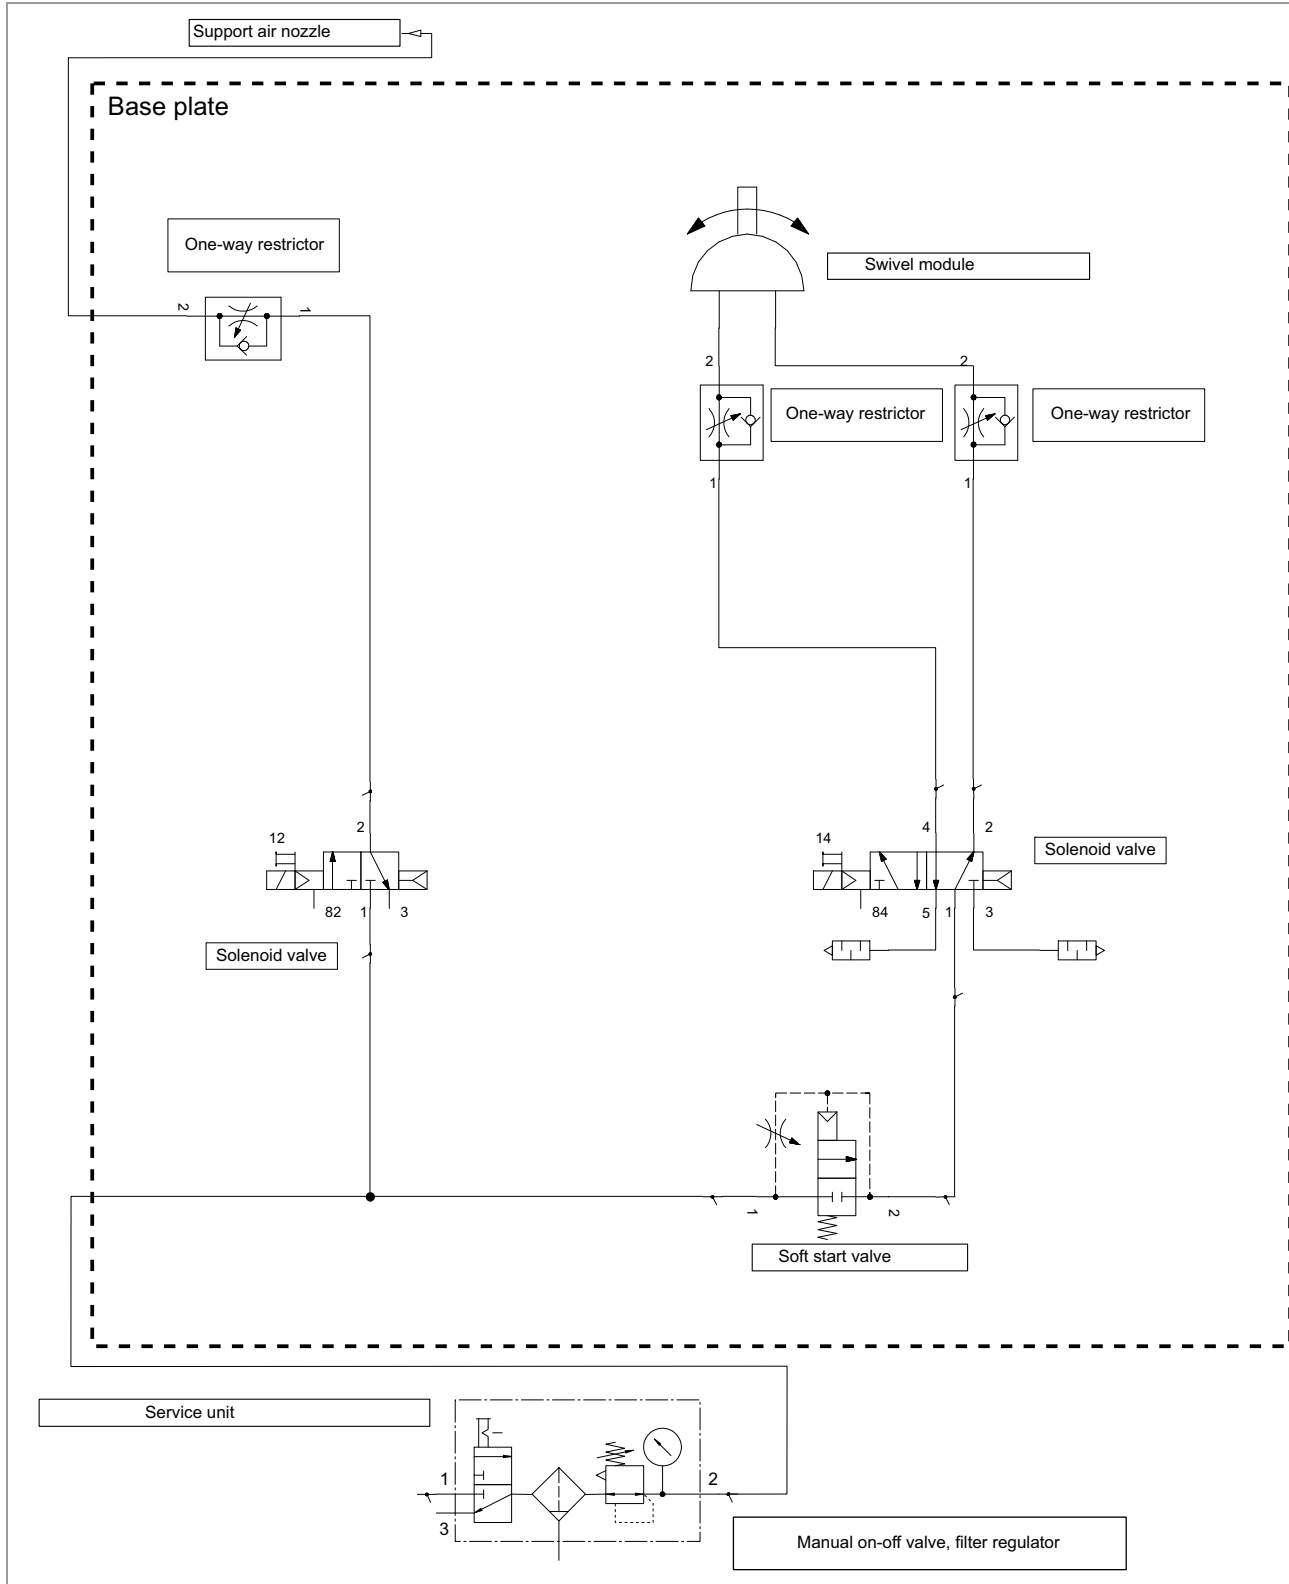 Support air nozzle
Base plate
One-way restrictor
Swivel module
2
1
2
2
One-way restrictor
One-way restrictor
1
1
12
2
14
4
2
Solenoid valve
82
1
3
84
5
1
3
Solenoid valve
1
2
Soft start valve
Service unit
1
2
3
Manual on-off valve, filter regulator